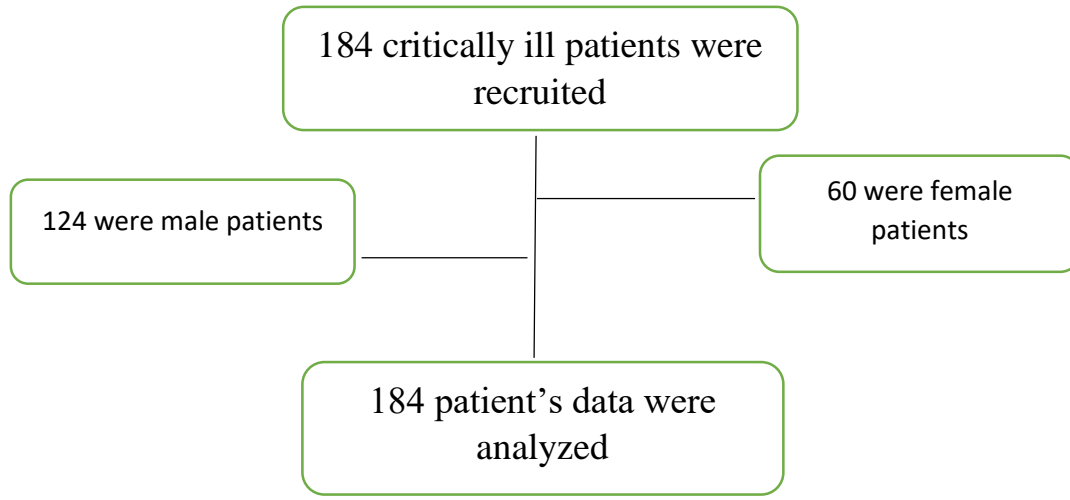 184 critically ill patients were
recruited
124 were male patients
60 were female
patients
184 patient’s data were
analyzed